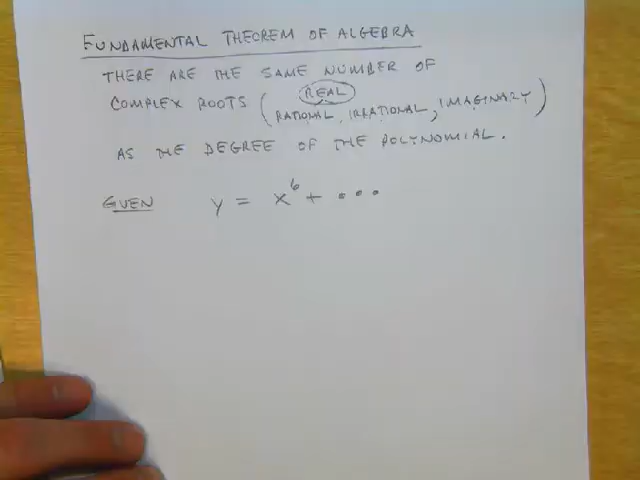 FUNDAMENTAL THEOREM OF ALGEBRA
THERE ARE THE SAME NUMBER OF
REAL
COMPLEX ROOTS (RATIONAL, IRRATIONAL, IMAGINARY)
AS THE DEGREE OF THE POLYNOMIAL.
GIVEN y = x⁶ + •••